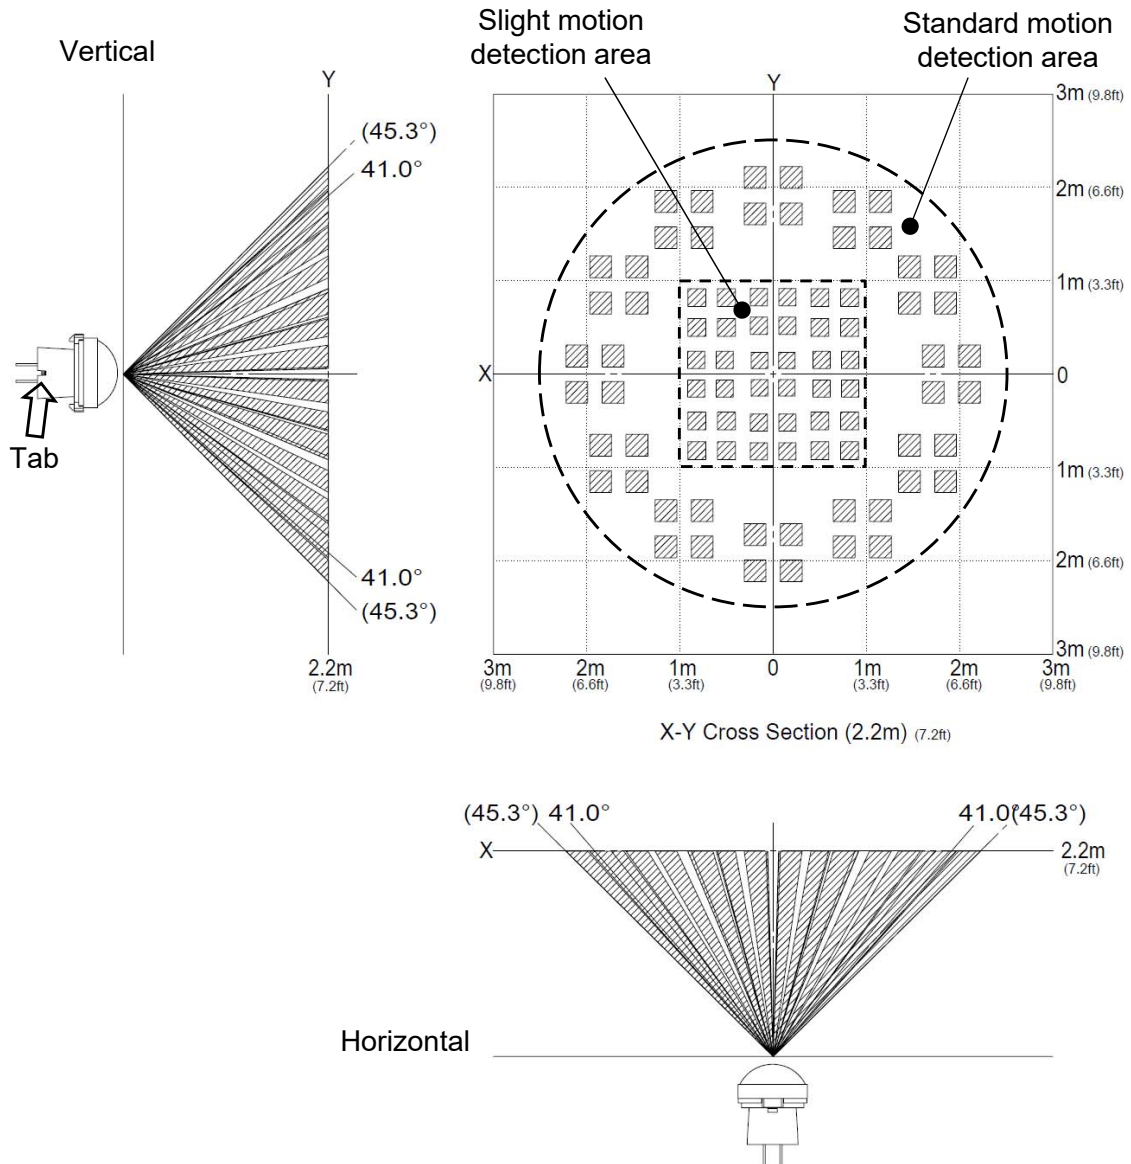 Slight motion
detection area
Standard motion
detection area
Vertical
Y
(45.3°)
41.0°
Tab
41.0°
(45.3°)
2.2m
(7.2ft)
Y
3m (9.8ft)
2m (6.6ft)
1m (3.3ft)
X
0
1m (3.3ft)
2m (6.6ft)
3m (9.8ft)
3m 2m 1m 0 1m 2m 3m
(9.8ft) (6.6ft) (3.3ft) (3.3ft) (6.6ft) (9.8ft)
X-Y Cross Section (2.2m) (7.2ft)
(45.3°) 41.0° 41.0° (45.3°)
X
2.2m
(7.2ft)
Horizontal